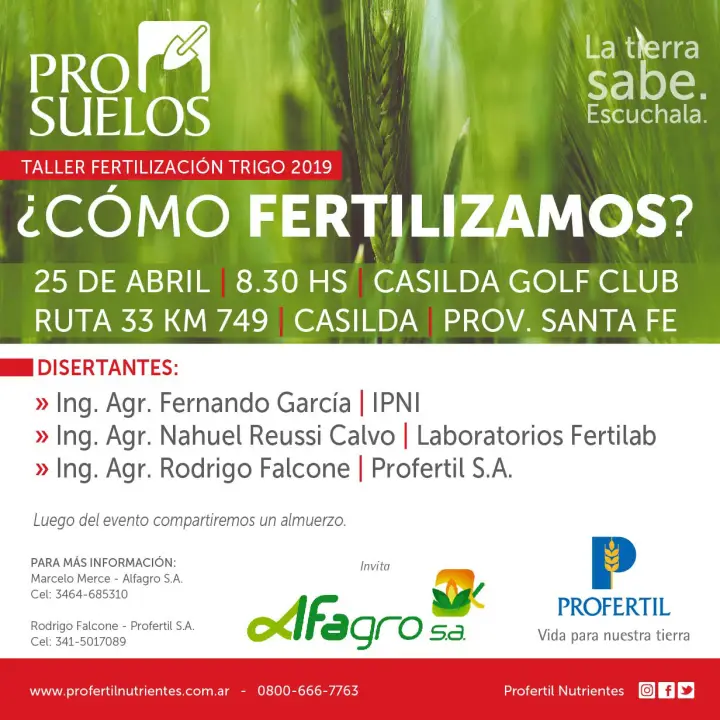 PRO
SUELOS
La tierra
sabe.
Escuchala.
TALLER FERTILIZACIÓN TRIGO 2019
¿CÓMO FERTILIZAMOS?
25 DE ABRIL | 8.30 HS | CASILDA GOLF CLUB
RUTA 33 KM 749 | CASILDA | PROV. SANTA FE
DISERTANTES:
» Ing. Agr. Fernando García | IPNI
» Ing. Agr. Nahuel Reussi Calvo | Laboratorios Fertilab
» Ing. Agr. Rodrigo Falcone | Profertil S.A.
Luego del evento compartiremos un almuerzo.
PARA MÁS INFORMACIÓN:
Marcelo Merce - Alfagro S.A.
Cel: 3464-685310
Rodrigo Falcone - Profertil S.A.
Cel: 341-5017089
Invita
Alfagro s.a.
PROFERTIL
Vida para nuestra tierra
www.profertilnutrientes.com.ar - 0800-666-7763
Profertil Nutrientes